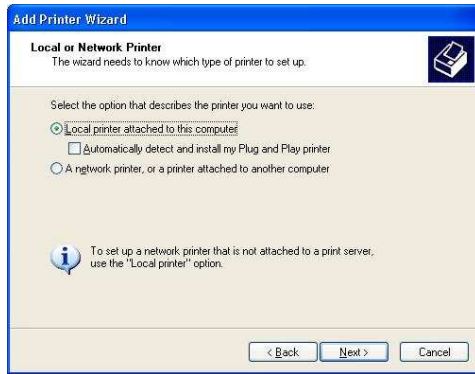 Add Printer Wizard
Local or Network Printer
The wizard needs to know which type of printer to set up.
Select the option that describes the printer you want to use:
Local printer attached to this computer
Automatically detect and install my Plug and Play printer
A network printer, or a printer attached to another computer
To set up a network printer that is not attached to a print server,
use the "Local printer" option.
< Back
Next >
Cancel